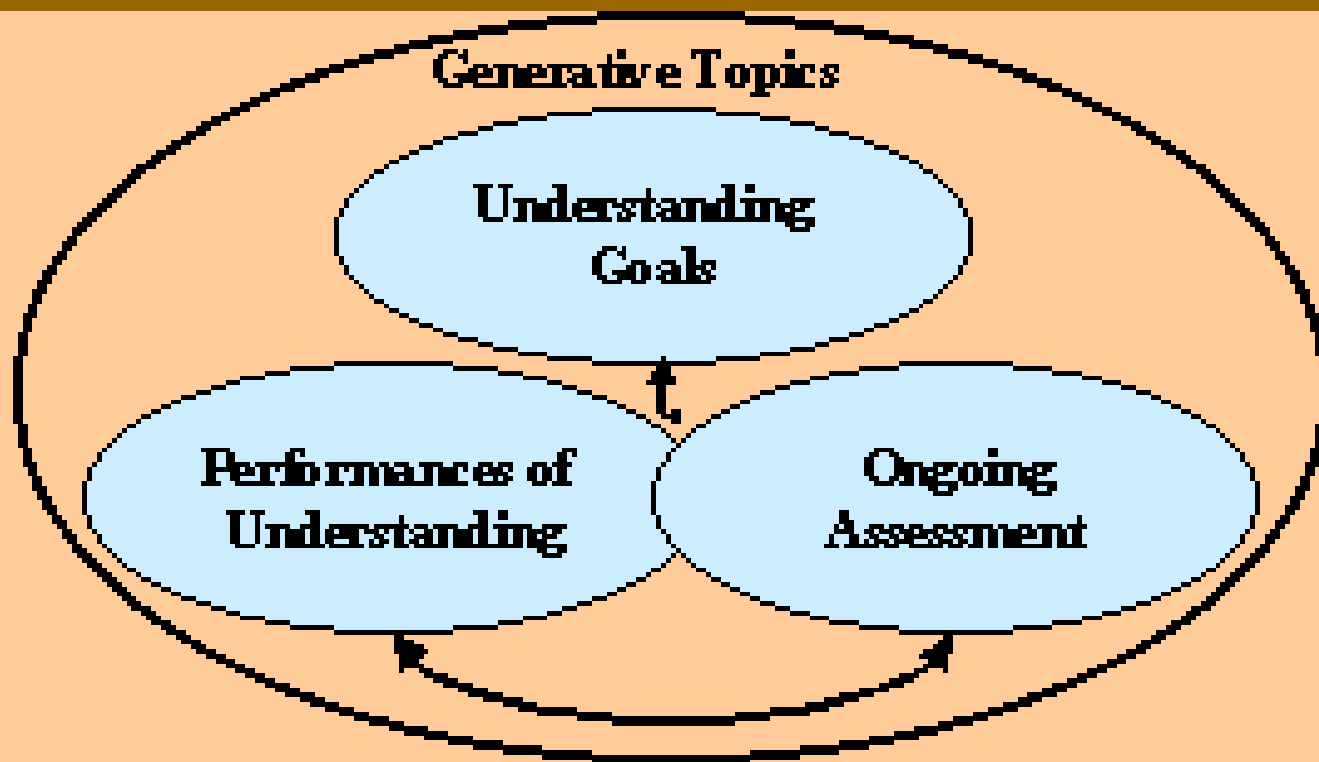 Generative Topics
Understanding
Goals
Performances of
Understanding
Ongoing
Assessment